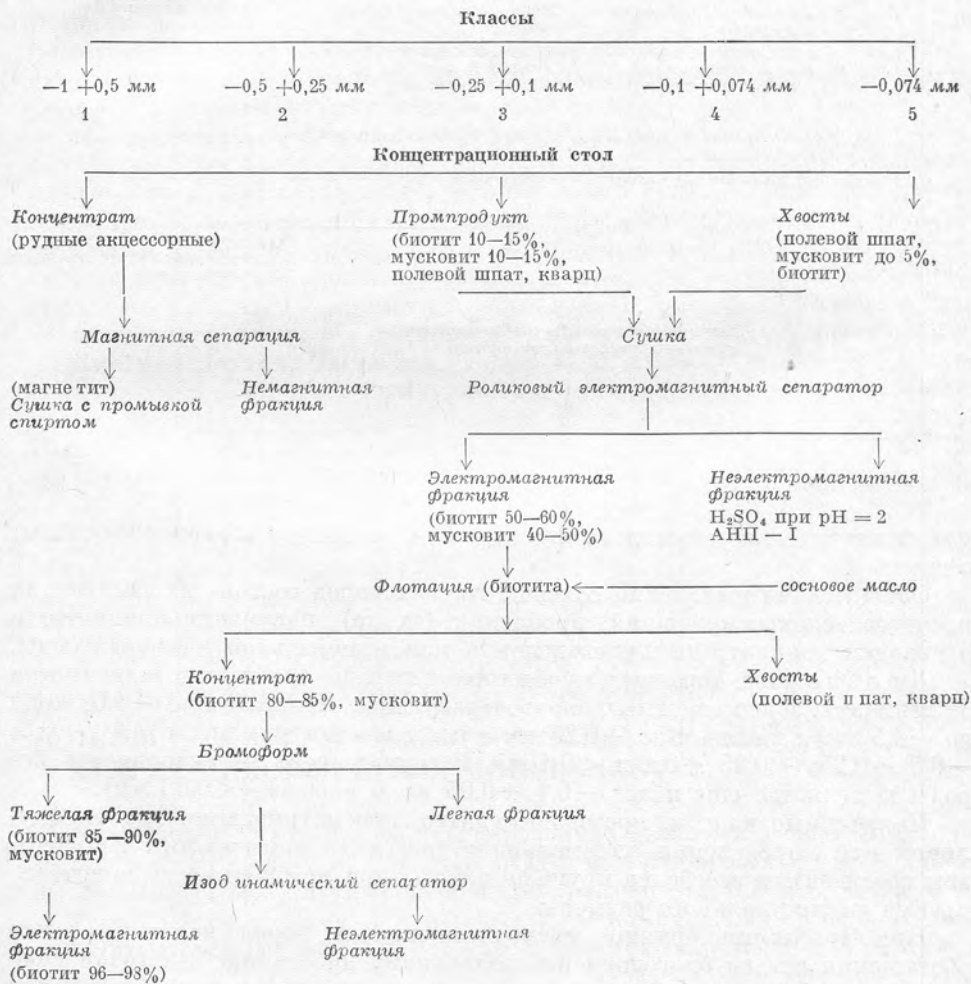 Классы
—1 +0,5 мм —0,5 +0,25 мм —0,25 +0,1 мм —0,1 +0,074 мм —0,074 мм
1 2 3 4 5
Концентрационный стол
Концентрат
(рудные акцессорные)
Промпродукт
(биотит 10—15%,
мусковит 10—15%,
полевой шпат, кварц)
Хвосты
(полевой шпат,
мусковит до 5%,
биотит)
Магнитная сепарация
Сушка
(магне тит)
Сушка с промывкой
спиртом
Немагнитная
фракция
Роликовый электромагнитный сепаратор
Электромагнитная
фракция
(биотит 50—60%,
мусковит 40—50%)
Неэлектромагнитная
фракция
H₂SO₄ при pH = 2
АНП — I
Флотация (биотита) сосновое масло
Концентрат
(биотит 80—85%, мусковит)
Хвосты
(полевой шпат, кварц)
Бромоформ
Тяжелая фракция
(биотит 85—90%,
мусковит)
Легкая фракция
Изод инамический сепаратор
Электромагнитная
фракция
(биотит 96—98%)
Неэлектромагнитная
фракция